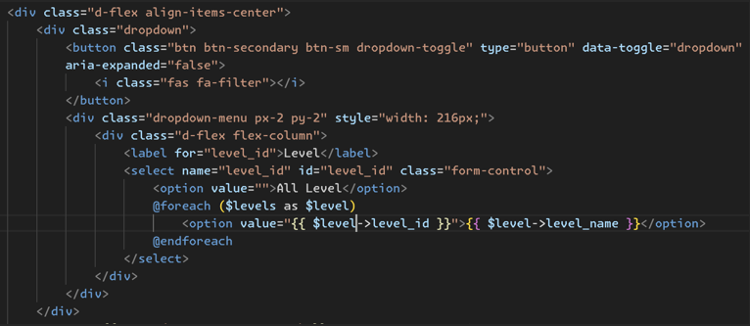 <div class="d-flex align-items-center">
<div class="dropdown">
<button class="btn btn-secondary btn-sm dropdown-toggle" type="button" data-toggle="dropdown"
aria-expanded="false">
<i class="fas fa-filter"></i>
</button>
<div class="dropdown-menu px-2 py-2" style="width: 216px;">
<div class="d-flex flex-column">
<label for="level_id">Level</label>
<select name="level_id" id="level_id" class="form-control">
<option value="">All Level</option>
@foreach ($levels as $level)
<option value="{{ $level->level_id }}">{{ $level->level_name }}</option>
@endforeach
</select>
</div>
</div>
</div>